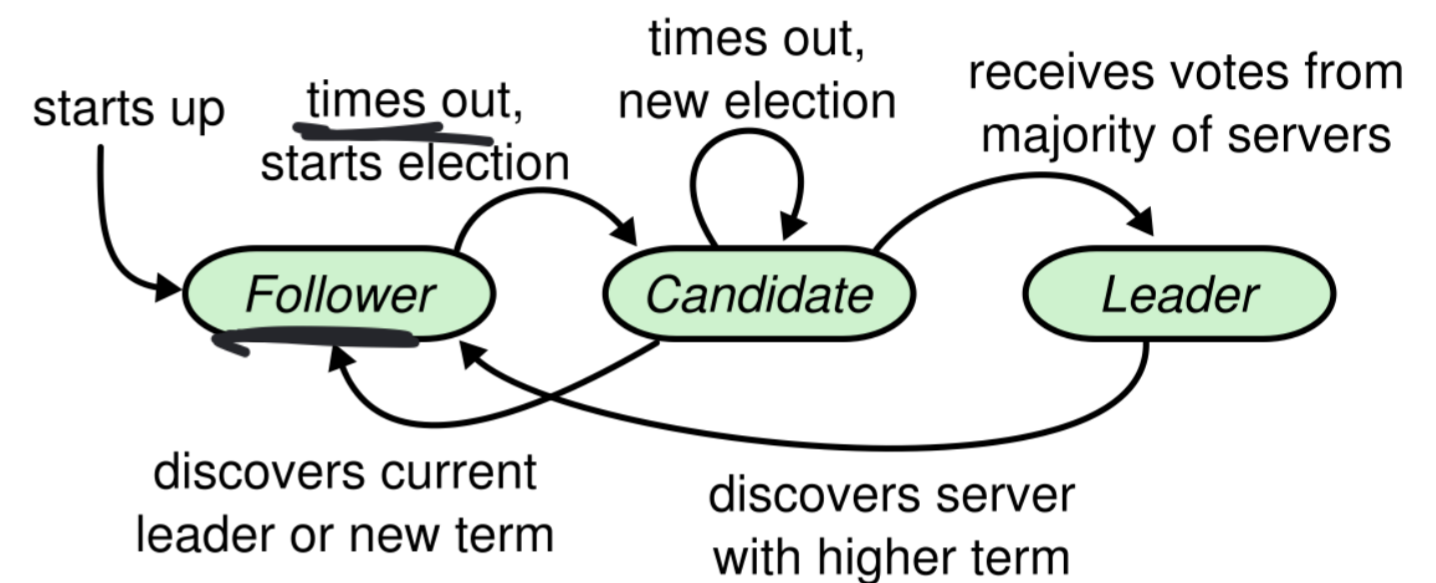 starts up
times out,
starts election
times out,
new election
receives votes from
majority of servers
Follower
Candidate
Leader
discovers current
leader or new term
discovers server
with higher term